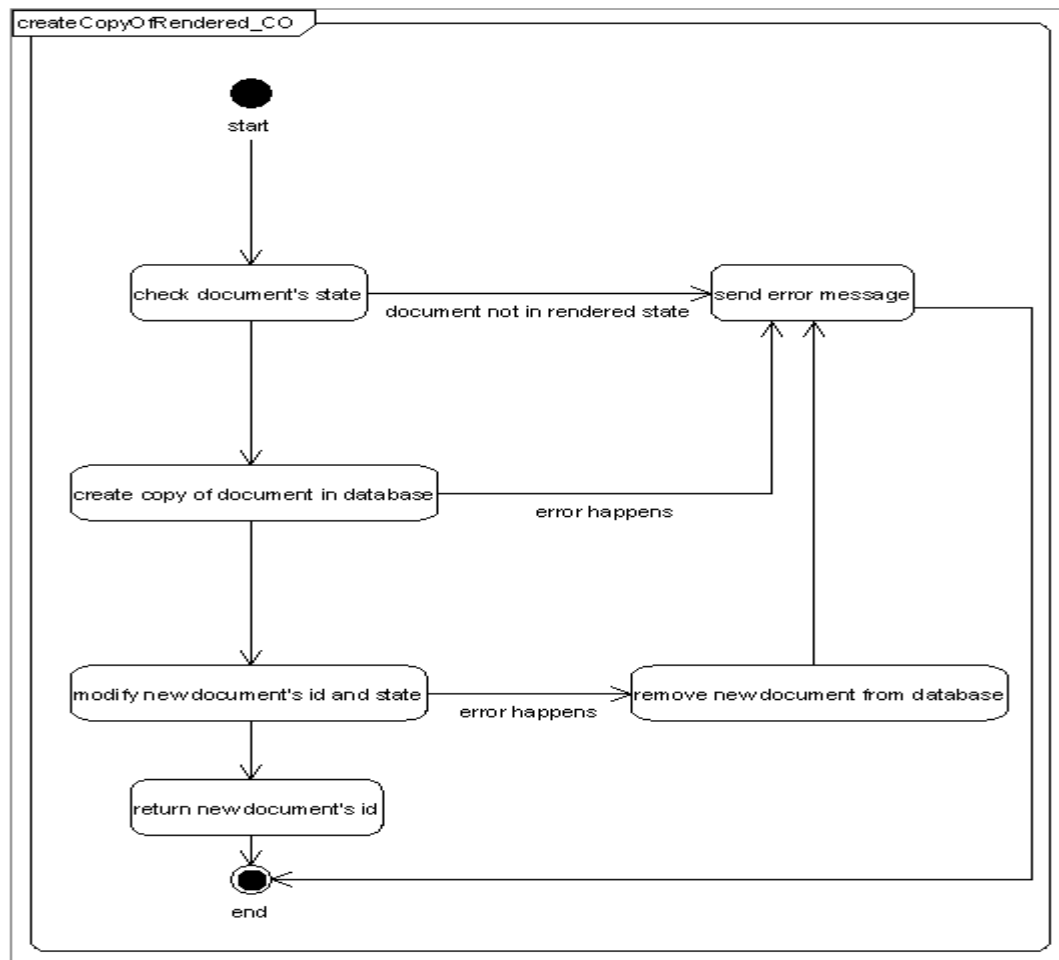 createCopyOfRendered_CO
start
check document's state
document not in rendered state
send error message
create copy of document in database
error happens
modify new document's id and state
error happens
remove new document from database
return new document's id
end